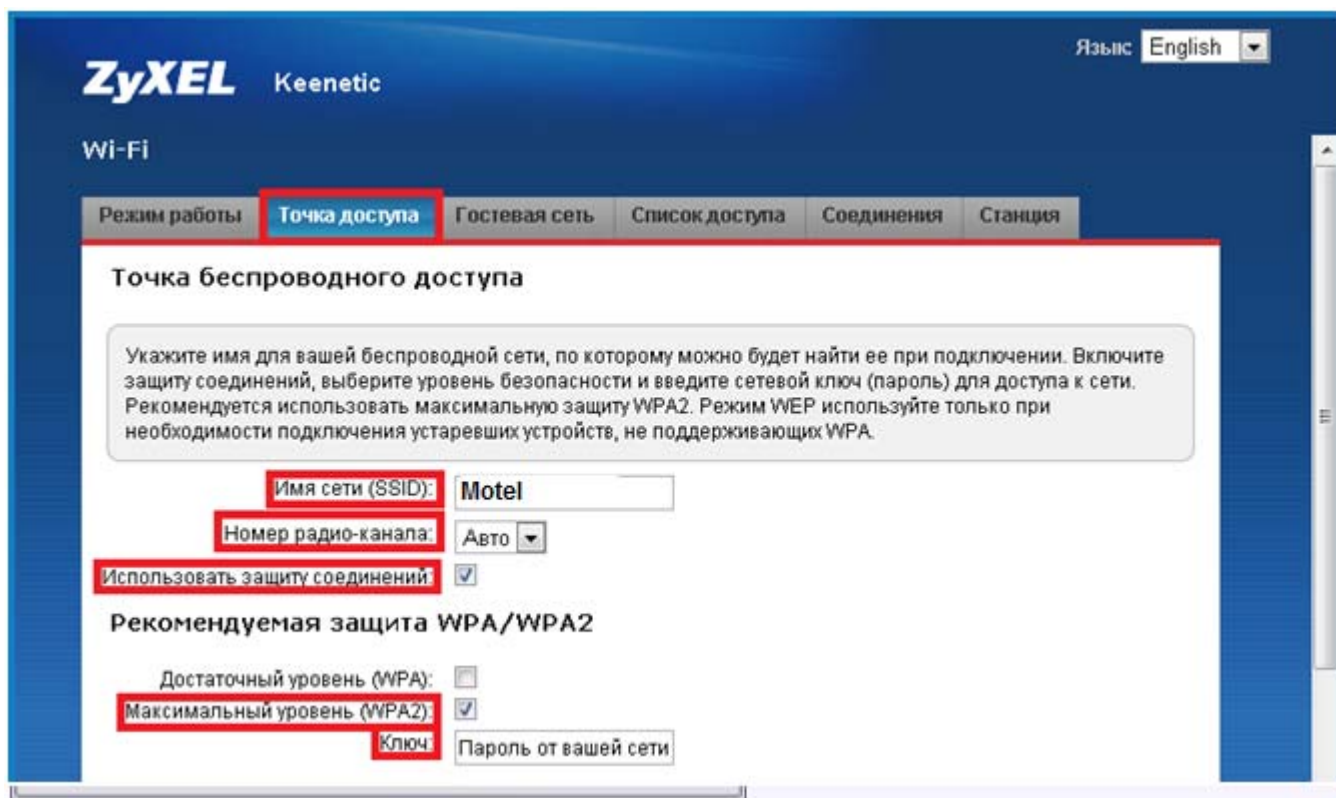 Язык English
ZyXEL Keenetic
Wi-Fi
Режим работы Точка доступа Гостевая сеть Список доступа Соединения Станция
Точка беспроводного доступа
Укажите имя для вашей беспроводной сети, по которому можно будет найти ее при подключении. Включите
защиту соединений, выберите уровень безопасности и введите сетевой ключ (пароль) для доступа к сети.
Рекомендуется использовать максимальную защиту WPA2. Режим WEP используйте только при
необходимости подключения устаревших устройств, не поддерживающих WPA.
Имя сети (SSID): Motel
Номер радио-канала: Авто
Использовать защиту соединений:
Рекомендуемая защита WPA/WPA2
Достаточный уровень (WPA):
Максимальный уровень (WPA2):
Ключ: Пароль от вашей сети